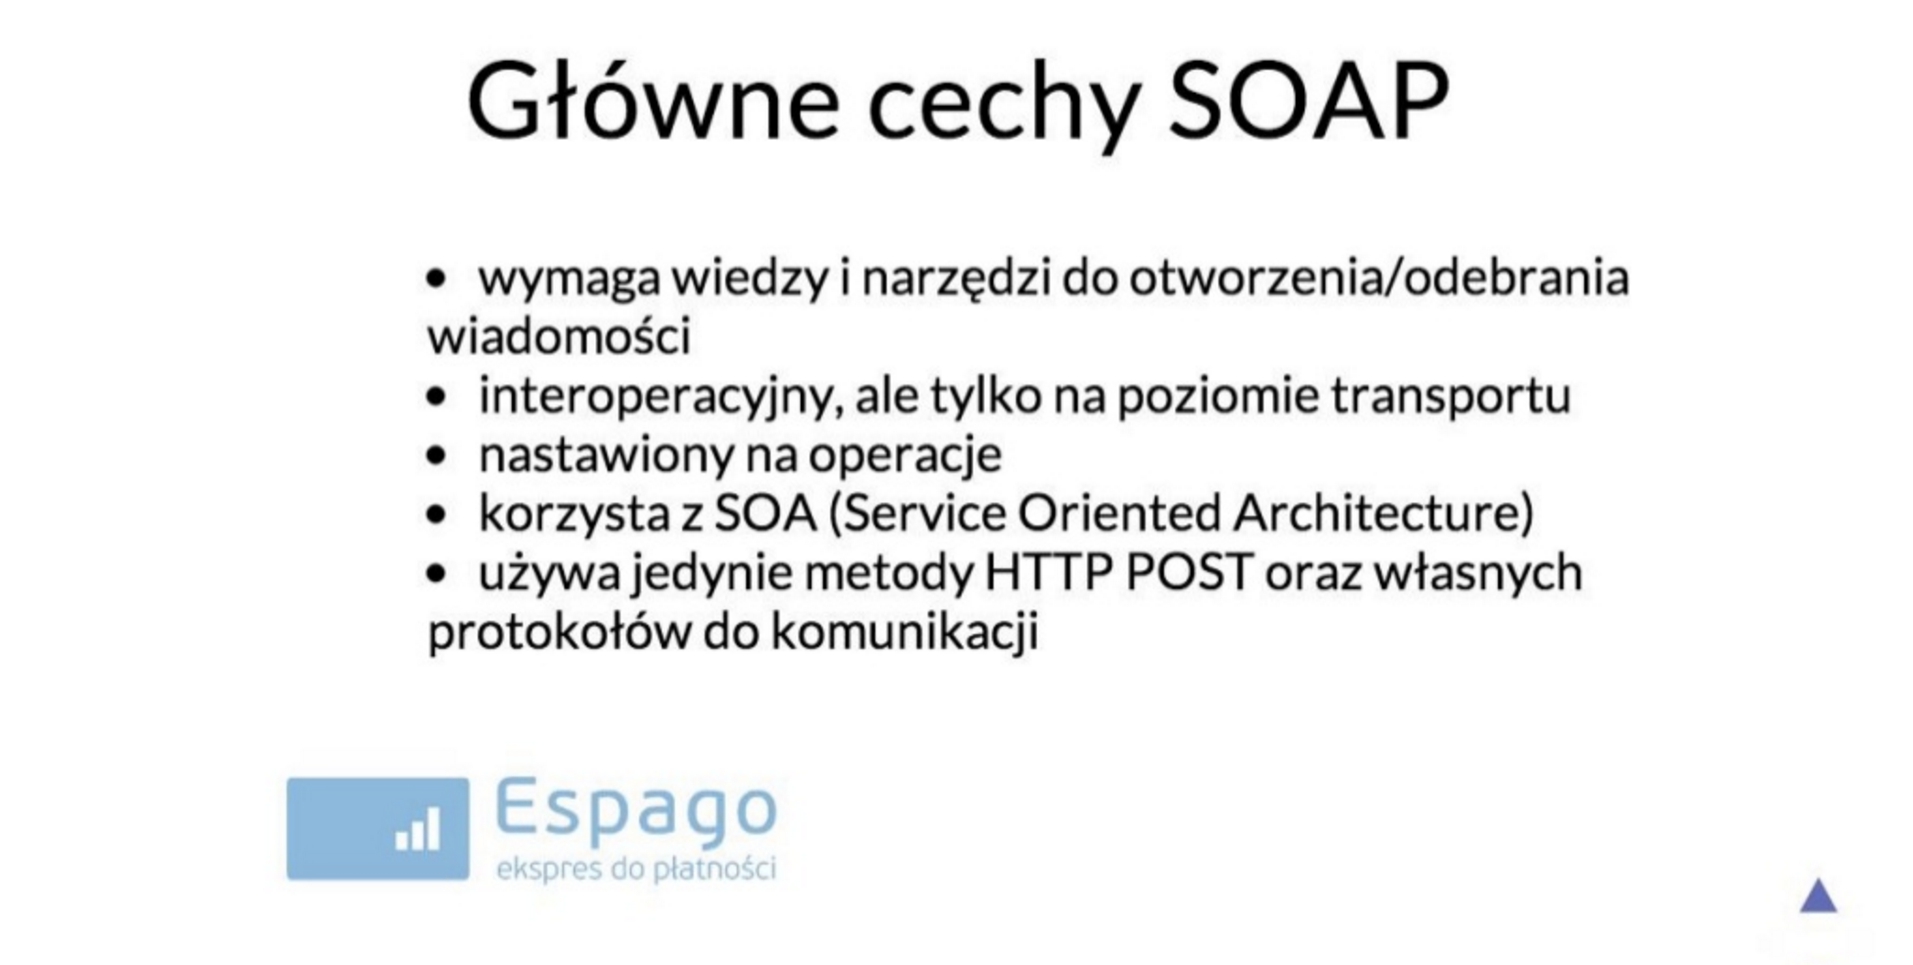 Główne cechy SOAP
• wymaga wiedzy i narzędzi do otworzenia/odebrania
wiadomości
• interoperacyjny, ale tylko na poziomie transportu
• nastawiony na operacje
• korzysta z SOA (Service Oriented Architecture)
• używa jedynie metody HTTP POST oraz własnych
protokołów do komunikacji
Espago
ekspres do płatności